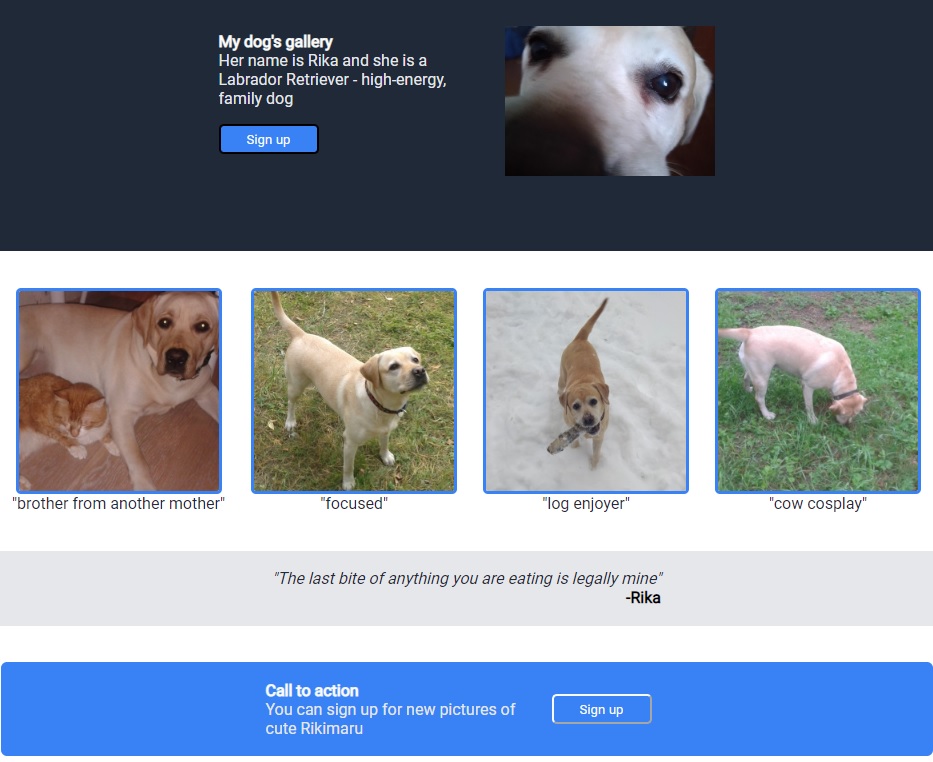 My dog's gallery
Her name is Rika and she is a
Labrador Retriever - high-energy,
family dog
Sign up
"brother from another mother"
"focused"
"log enjoyer"
"cow cosplay"
"The last bite of anything you are eating is legally mine"
-Rika
Call to action
You can sign up for new pictures of
cute Rikimaru
Sign up